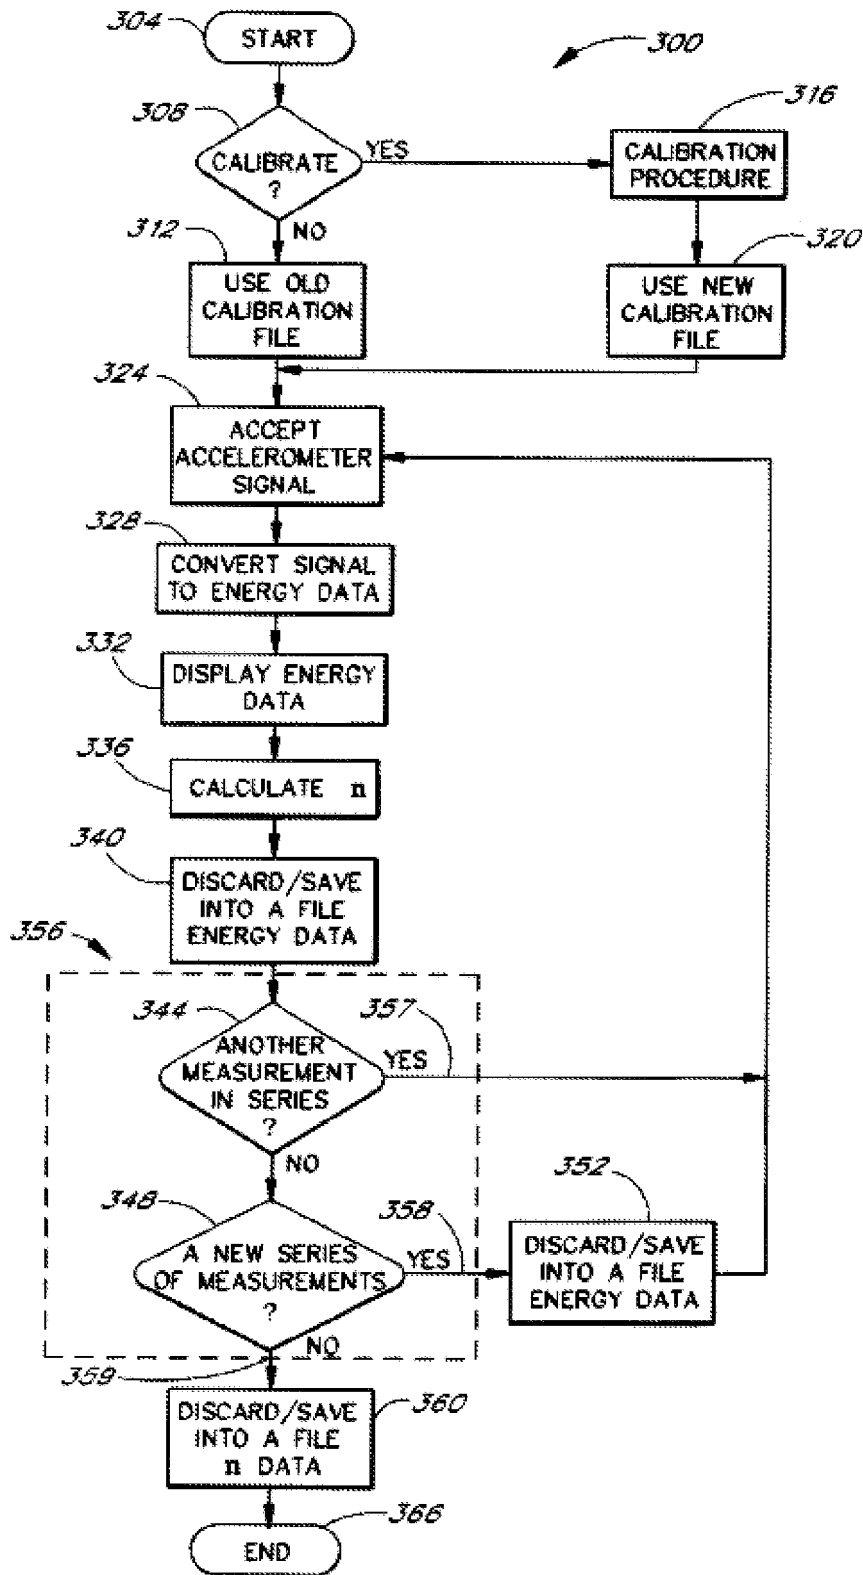 304
START
300
308
CALIBRATE
?
YES
316
CALIBRATION
PROCEDURE
NO
312
USE OLD
CALIBRATION
FILE
320
USE NEW
CALIBRATION
FILE
324
ACCEPT
ACCELEROMETER
SIGNAL
328
CONVERT SIGNAL
TO ENERGY DATA
332
DISPLAY ENERGY
DATA
336
CALCULATE n
340
DISCARD/SAVE
INTO A FILE
ENERGY DATA
356
344
ANOTHER
MEASUREMENT
IN SERIES
?
YES
357
NO
348
A NEW SERIES
OF MEASUREMENTS
?
YES
358
352
DISCARD/SAVE
INTO A FILE
ENERGY DATA
NO
359
DISCARD/SAVE
INTO A FILE
n DATA
360
END
366